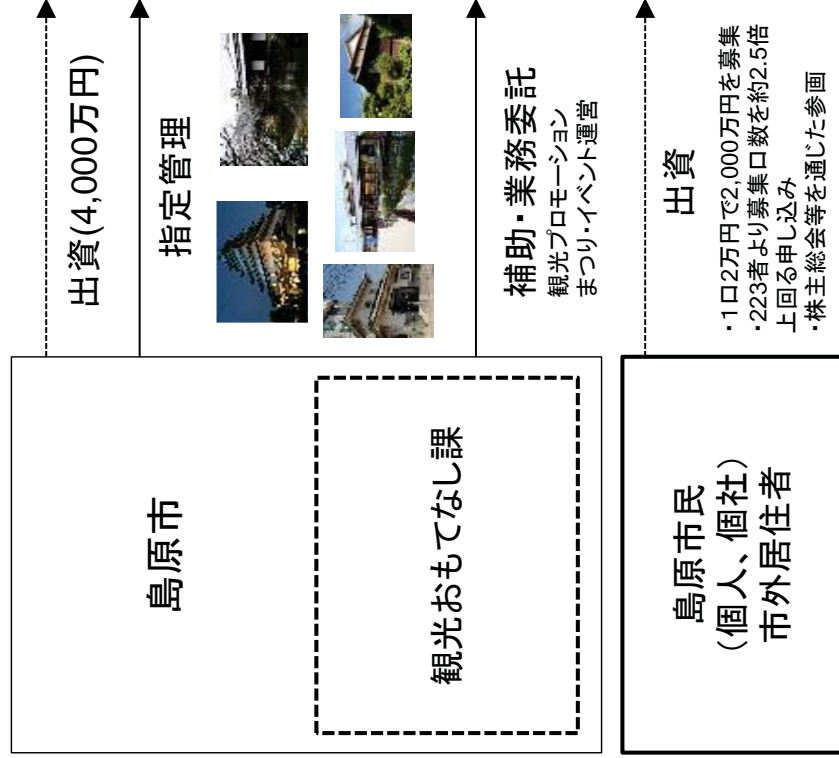 島原市
観光おもてなし課
出資(4,000万円)
指定管理
補助・業務委託
観光プロモーション
まつり・イベント運営
島原市民
（個人、個社）
市外居住者
出資
・1口2万円で2,000万円を募集
・223者より募集口数を約2.5倍
上回る申し込み
・株主総会等を通じた参画